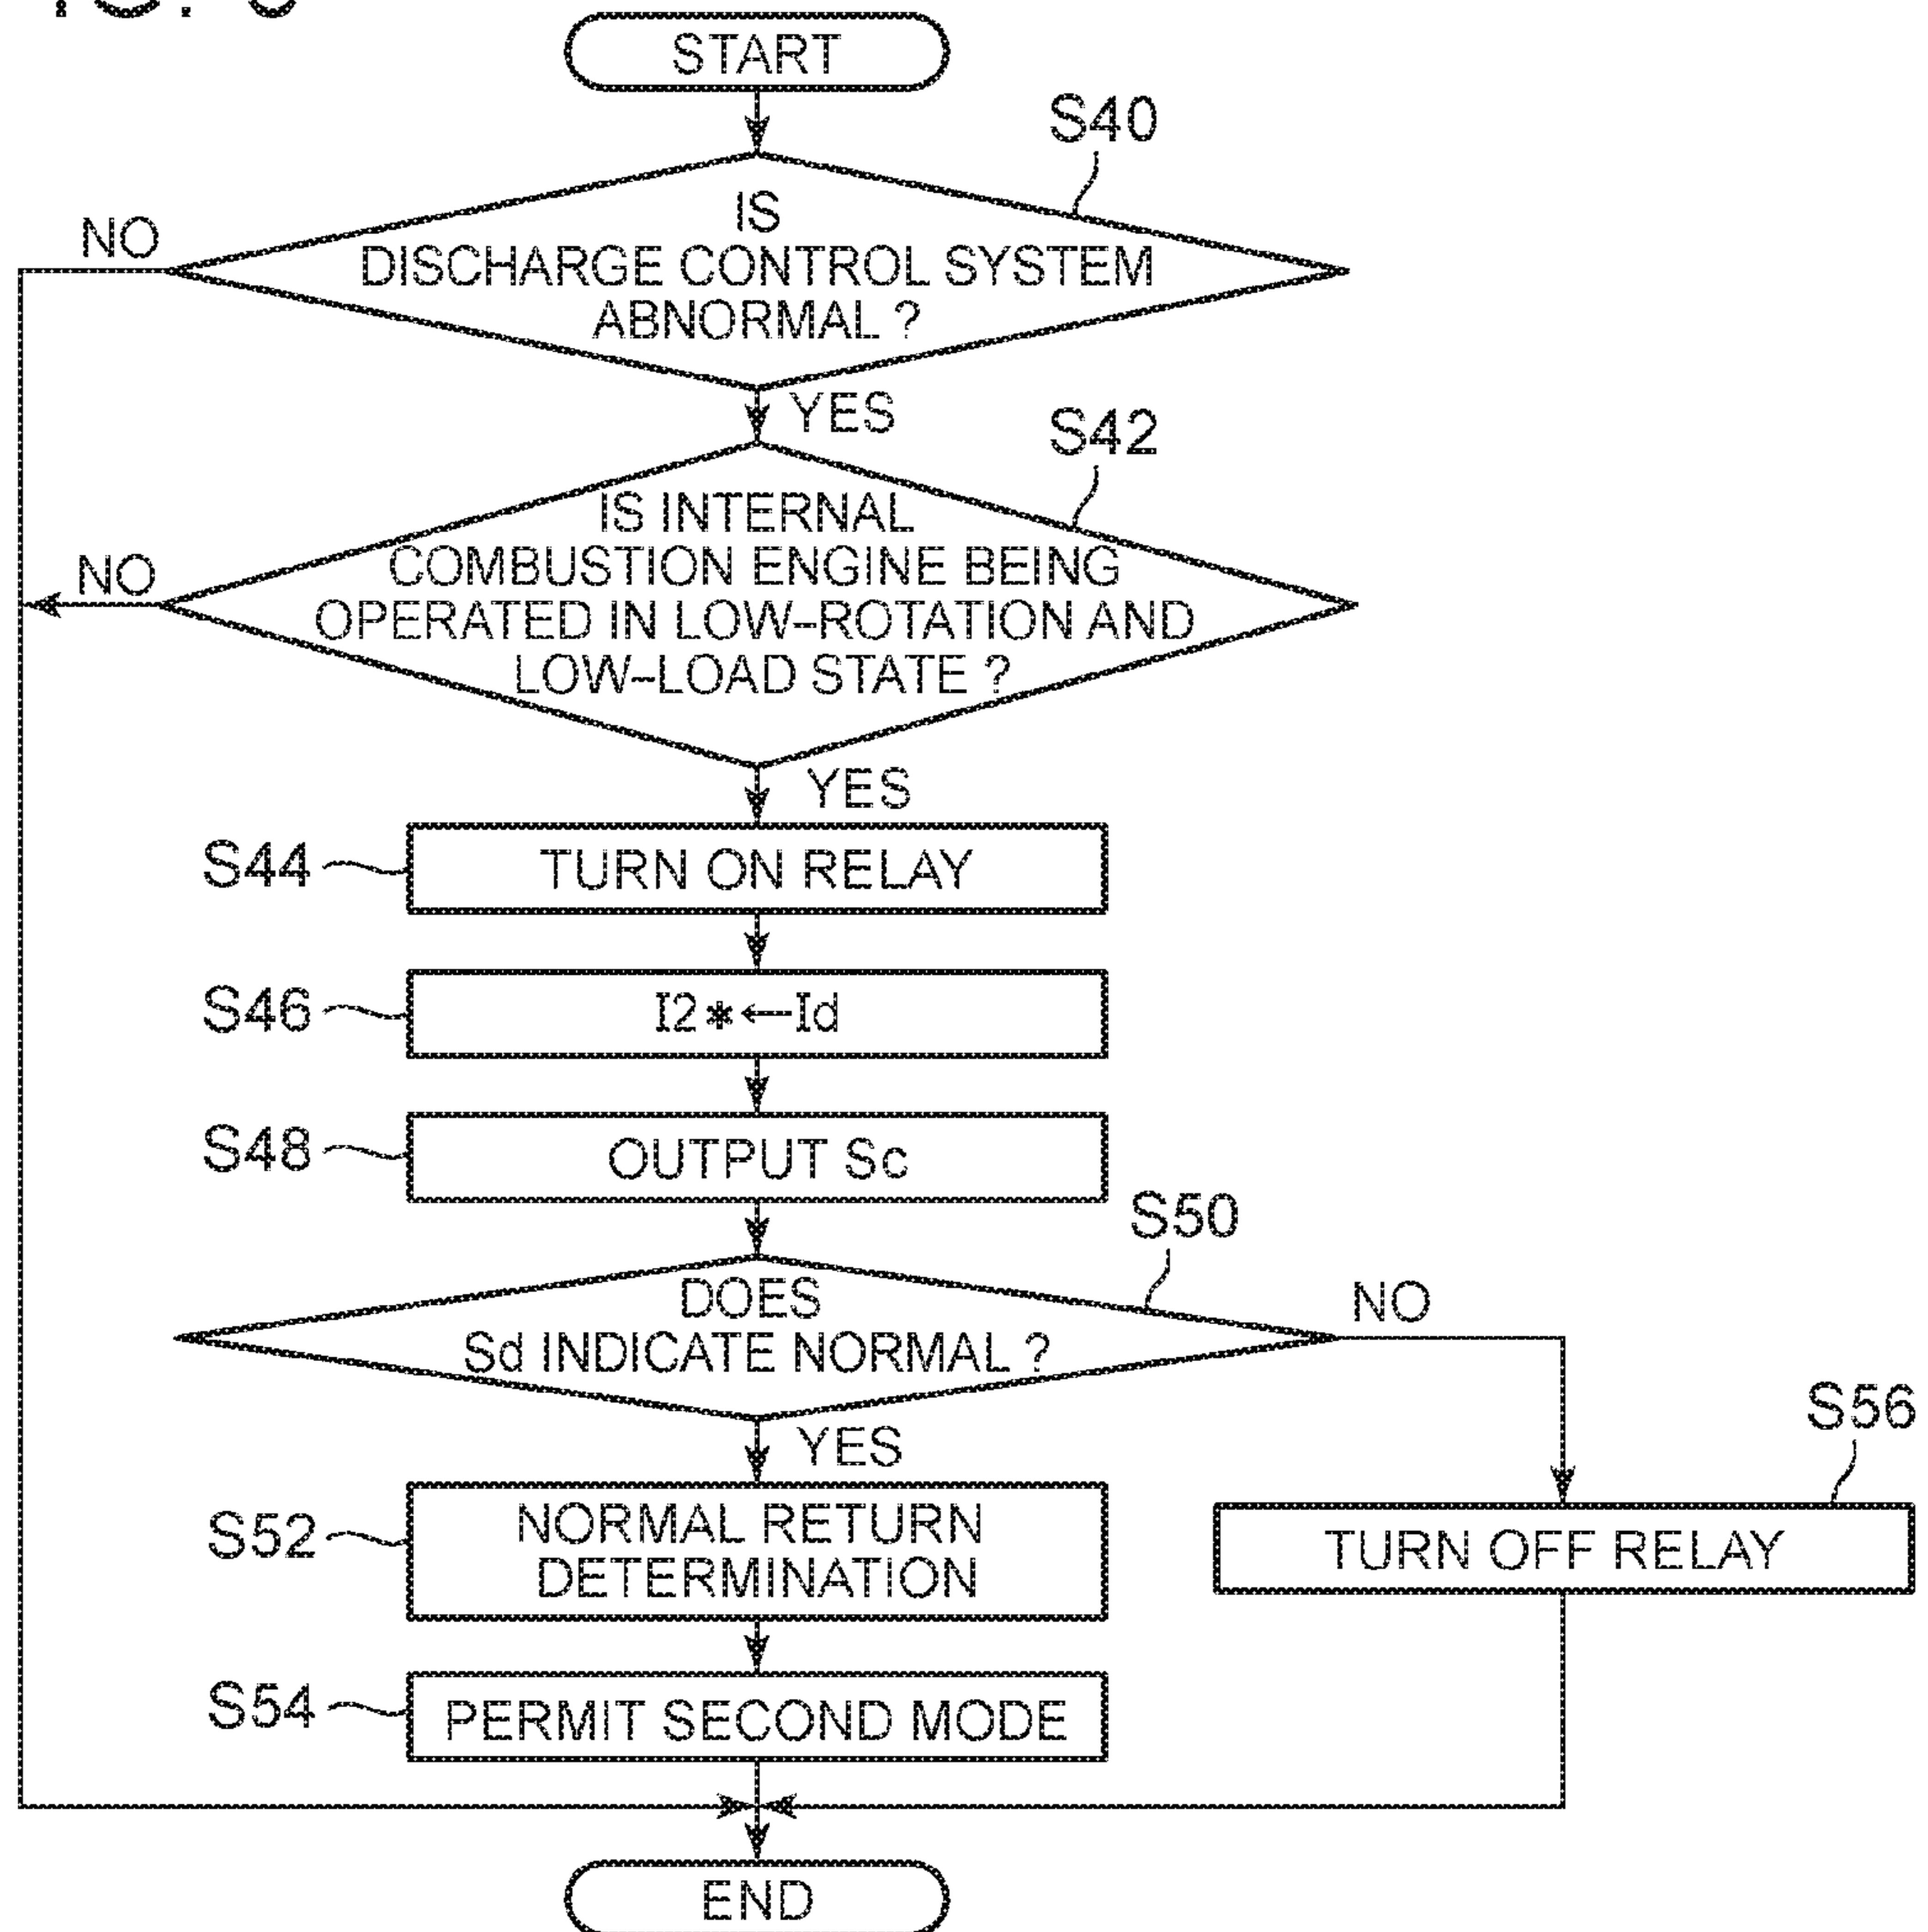 START
S40
IS
DISCHARGE CONTROL SYSTEM
ABNORMAL ?
NO
YES
S42
IS INTERNAL
COMBUSTION ENGINE BEING
OPERATED IN LOW-ROTATION AND
LOW-LOAD STATE ?
NO
YES
S44
TURN ON RELAY
S46
I2*←Id
S48
OUTPUT Sc
S50
DOES
Sd INDICATE NORMAL ?
NO
YES
S56
S52
NORMAL RETURN
DETERMINATION
TURN OFF RELAY
S54
PERMIT SECOND MODE
END